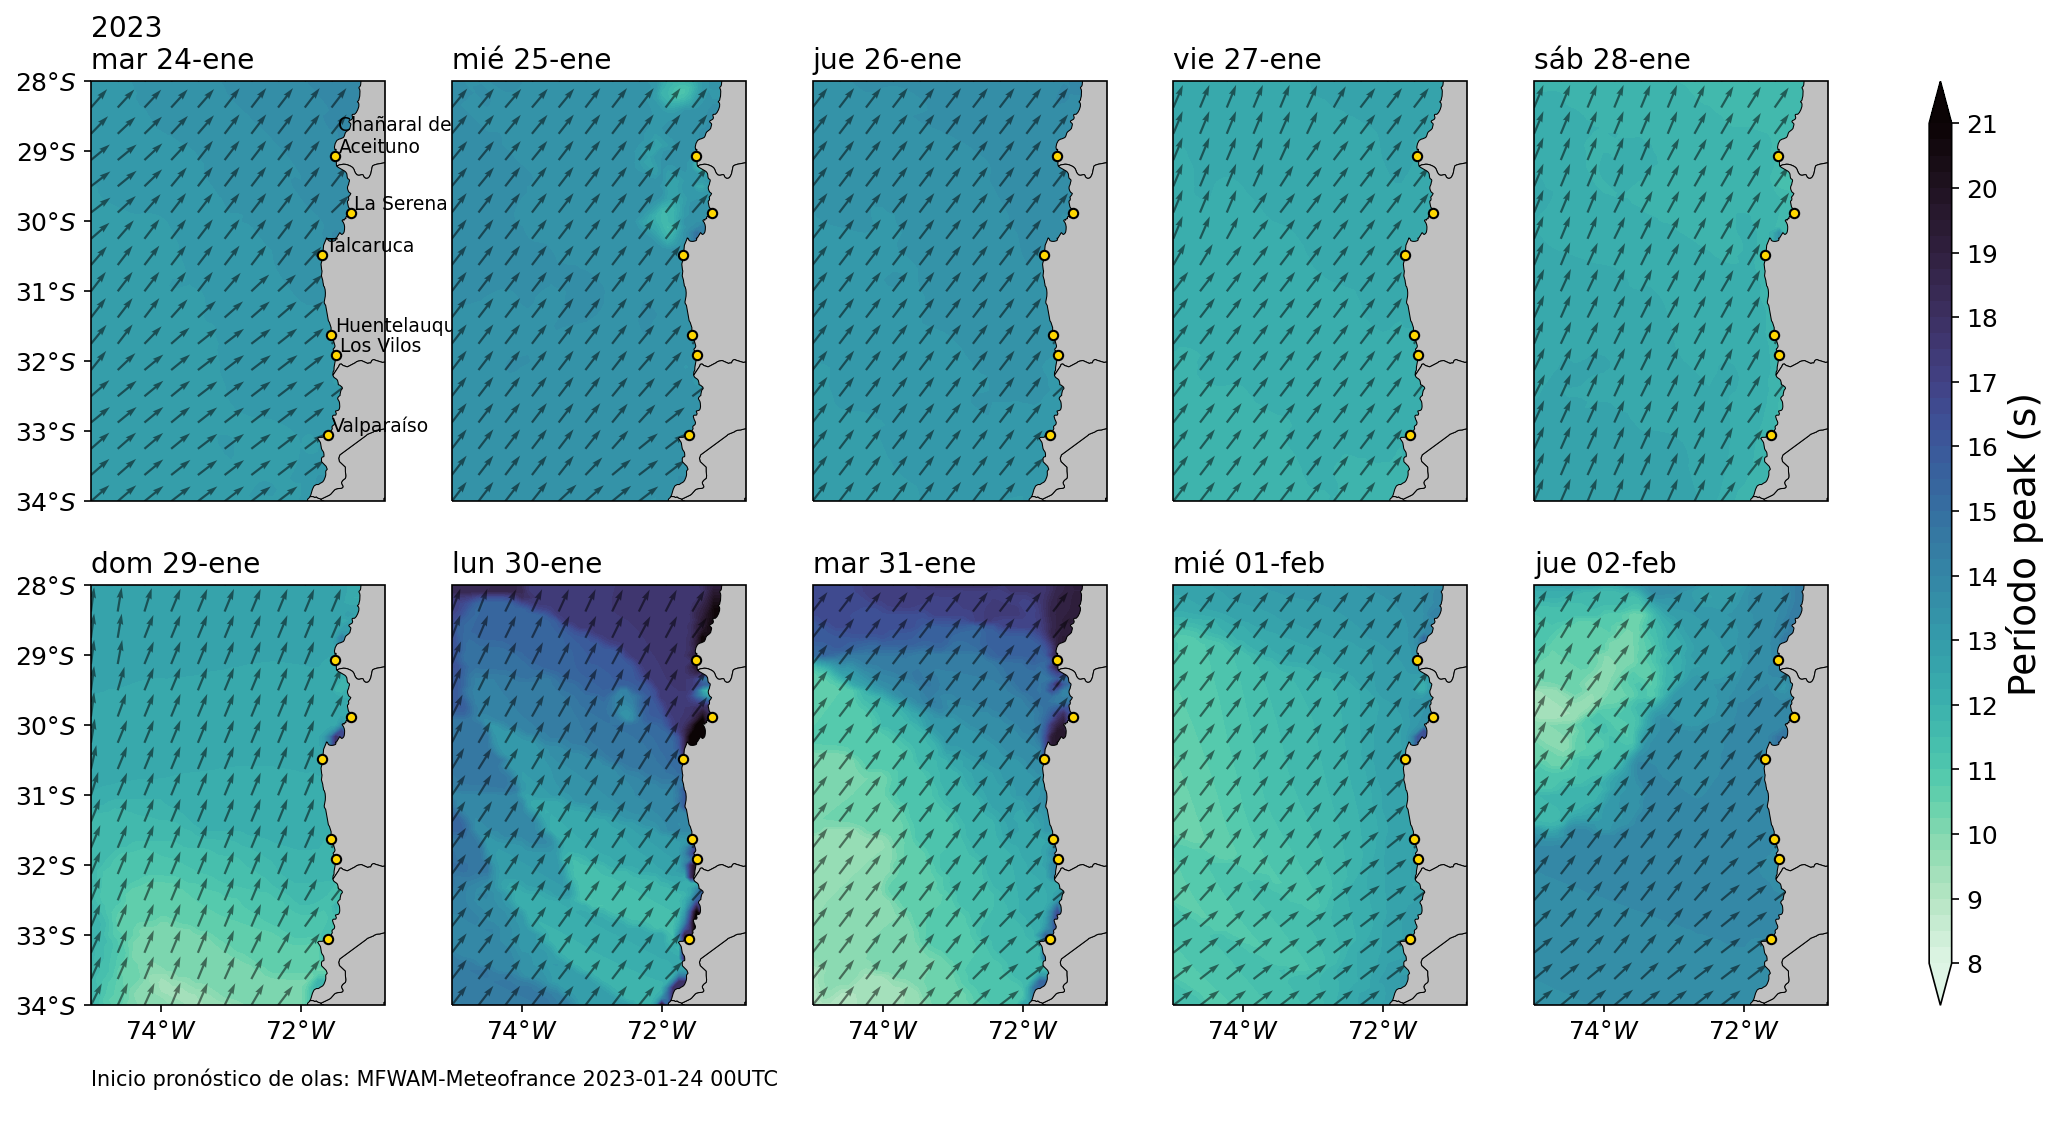 2023
mar 24-ene
mié 25-ene
jue 26-ene
vie 27-ene
sáb 28-ene
28°S
29°S
30°S
31°S
32°S
33°S
34°S
Chañaral de
Aceituno
La Serena
Talcaruca
Huentelauqu
Los Vilos
Valparaíso
dom 29-ene
lun 30-ene
mar 31-ene
mié 01-feb
jue 02-feb
28°S
29°S
30°S
31°S
32°S
33°S
34°S
74°W 72°W
74°W 72°W
74°W 72°W
74°W 72°W
74°W 72°W
21
20
19
18
17
16
15
14
13
12
11
10
9
8
Período peak (s)
Inicio pronóstico de olas: MFWAM-Meteofrance 2023-01-24 00UTC